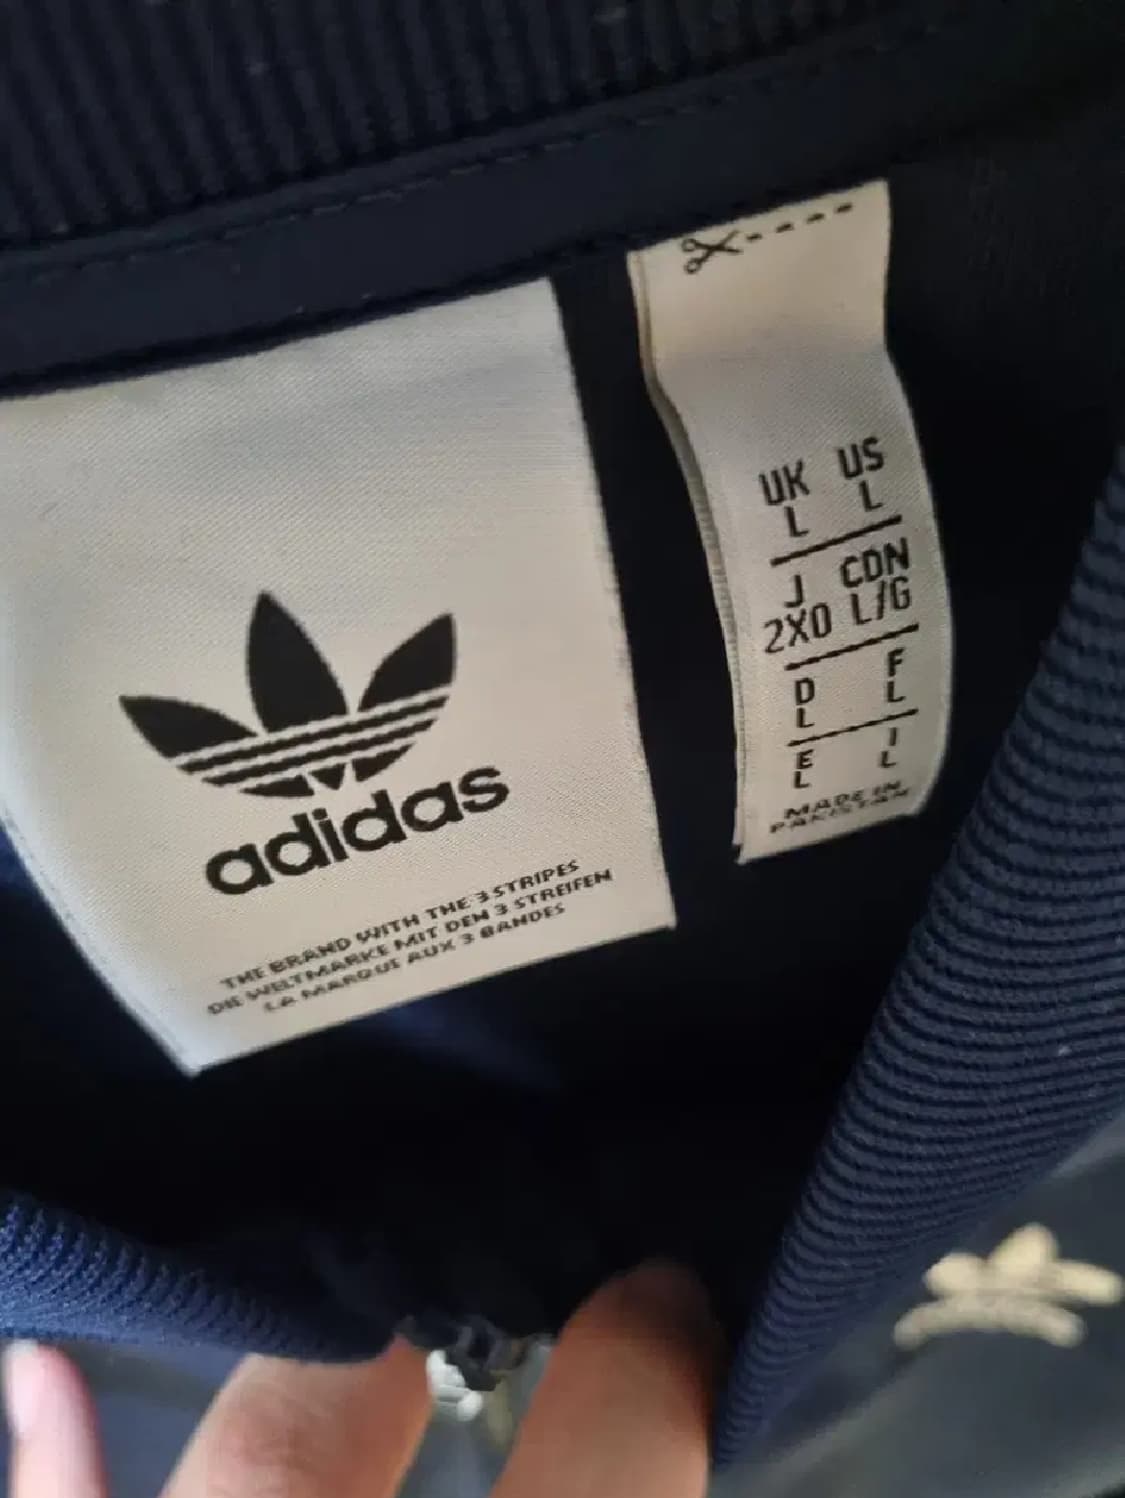 adidas
THE BRAND WITH THE 3 STRIPES
DIE WELTMARKE MIT DEN 3 STREIFEN
LA MARQUE AUX 3 BANDES
UK US
L L
J CDN
2XO L/G
D F
L L
E I
L L
MADE IN
PAKISTAN